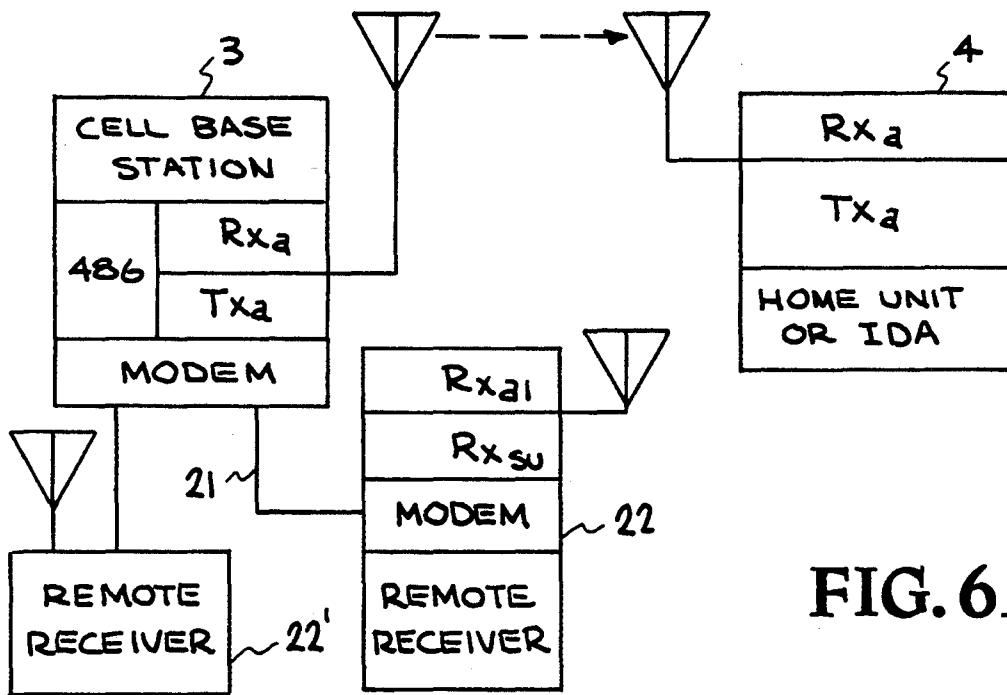 3
CELL BASE
STATION
486
Rxa
Txa
MODEM
4
Rxa
Txa
HOME UNIT
OR IDA
21
Rxa1
Rxsu
MODEM
REMOTE
RECEIVER
22
REMOTE
RECEIVER
22'
FIG. 6